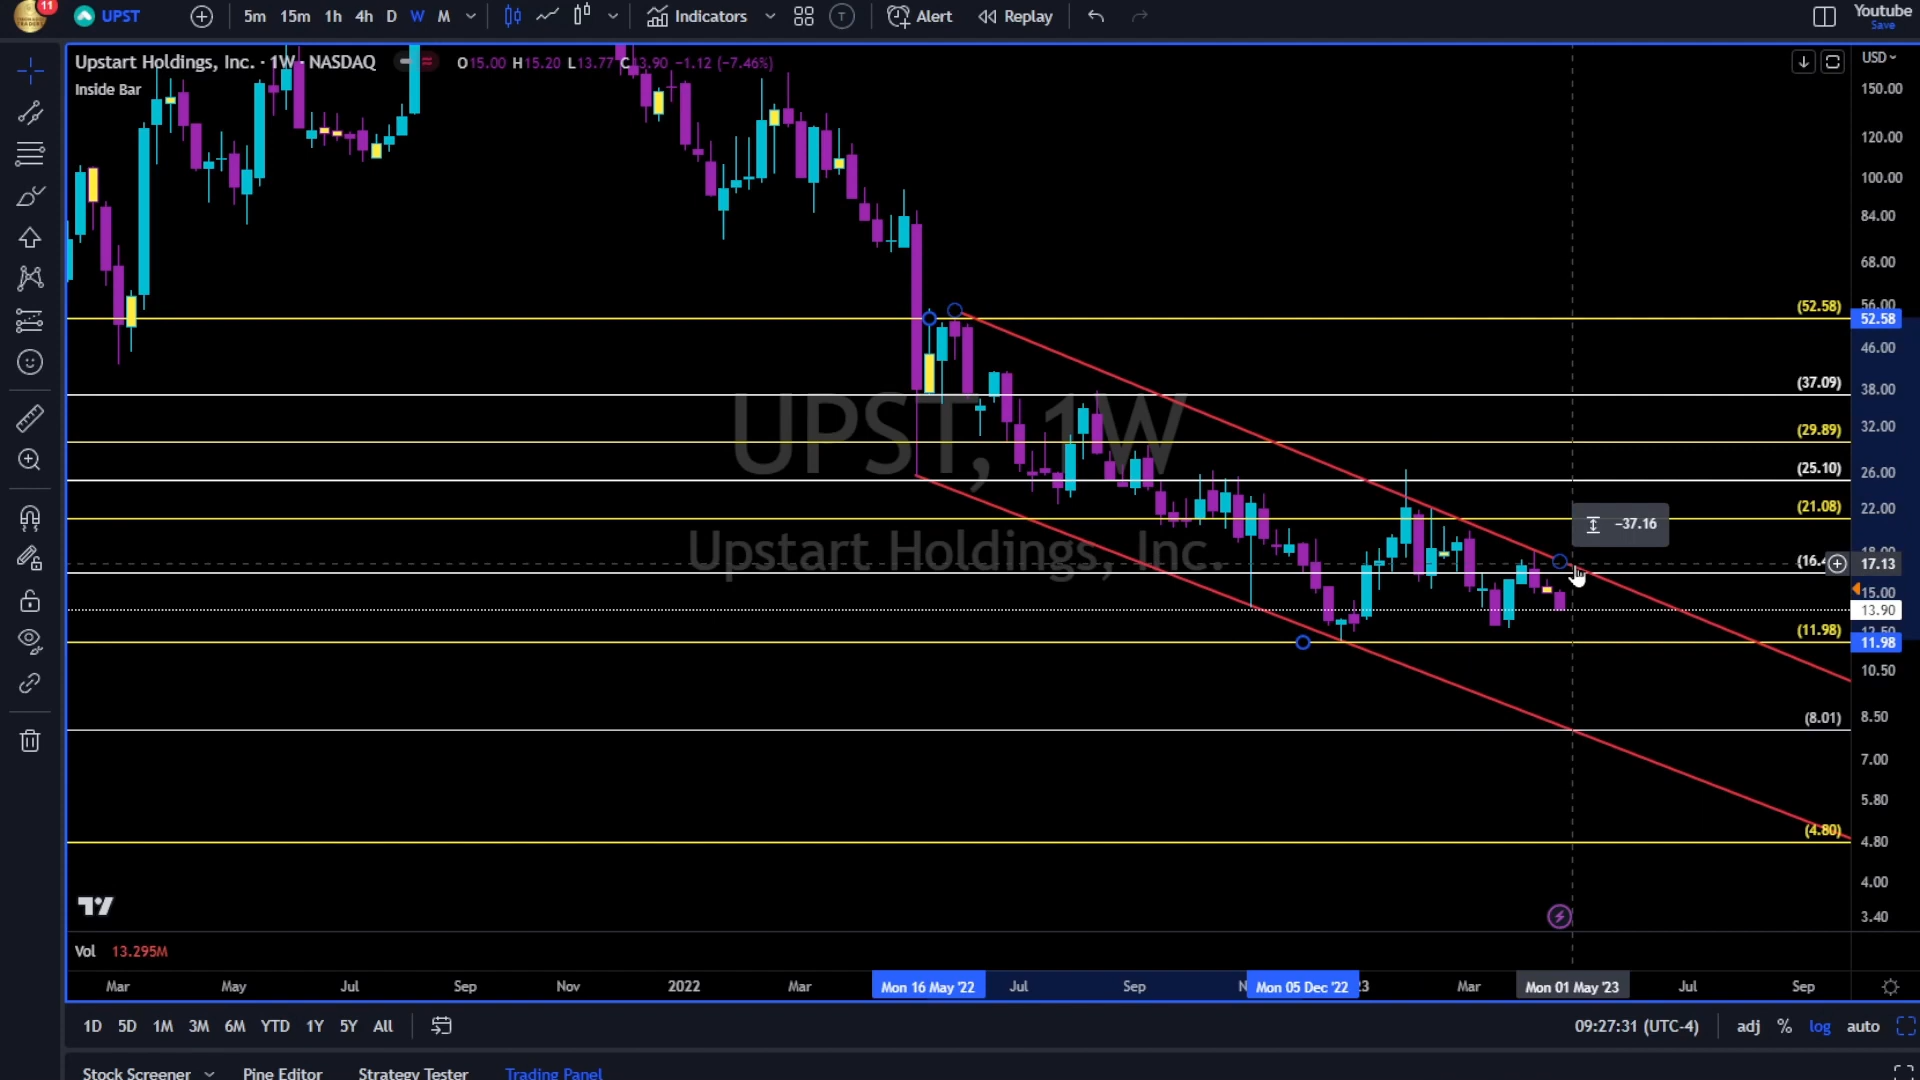 11
UPST
5m 15m 1h 4h D W M
Indicators
T
Alert
Replay
Youtube
Save
Upstart Holdings, Inc. · 1W · NASDAQ
O15.00 H15.20 L13.77 C13.90 −1.12 (−7.46%)
Inside Bar
UPST, 1W
Upstart Holdings, Inc.
USD
150.00
120.00
100.00
84.00
68.00
56.00
(52.58)
52.58
46.00
38.00
(37.09)
32.00
(29.89)
(25.10)
26.00
(21.08)
22.00
−37.16
17.13
15.00
13.90
(11.98)
11.98
10.50
(8.01)
8.50
7.00
5.80
(4.80)
4.80
4.00
3.40
Vol 13.295M
Mar May Jul Sep Nov 2022 Mar Mon 16 May '22 Jul Sep Mon 05 Dec '22 Mar Mon 01 May '23 Jul Sep
1D 5D 1M 3M 6M YTD 1Y 5Y All
09:27:31 (UTC-4) adj % log auto
Stock Screener Pine Editor Strategy Tester Trading Panel